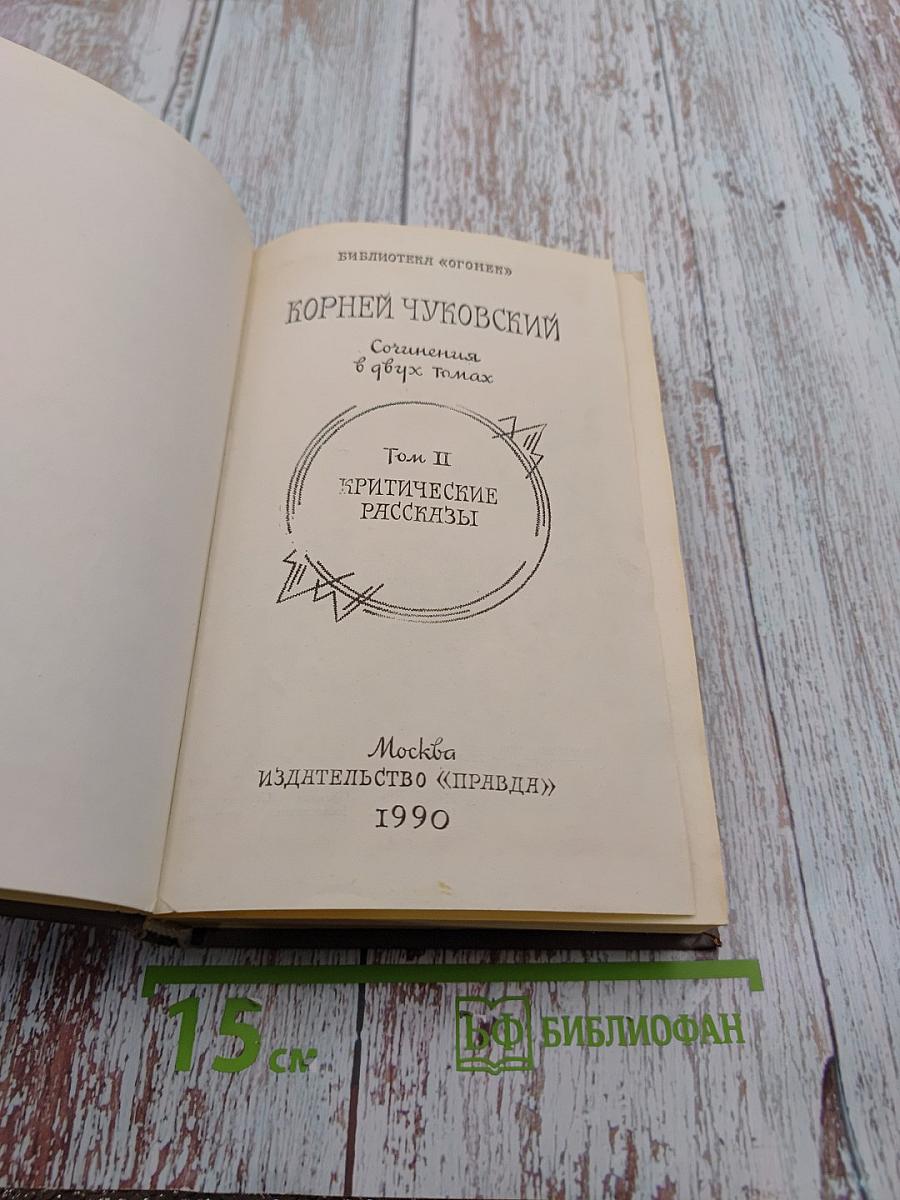 БИБЛИОТЕКА «ОГОНЕК»
КОРНЕЙ ЧУКОВСКИЙ
Сочинения
в двух томах
Том II
КРИТИЧЕСКИЕ
РАССКАЗЫ
Москва
ИЗДАТЕЛЬСТВО «ПРАВДА»
1990
15 см
БФ БИБЛИОФАН